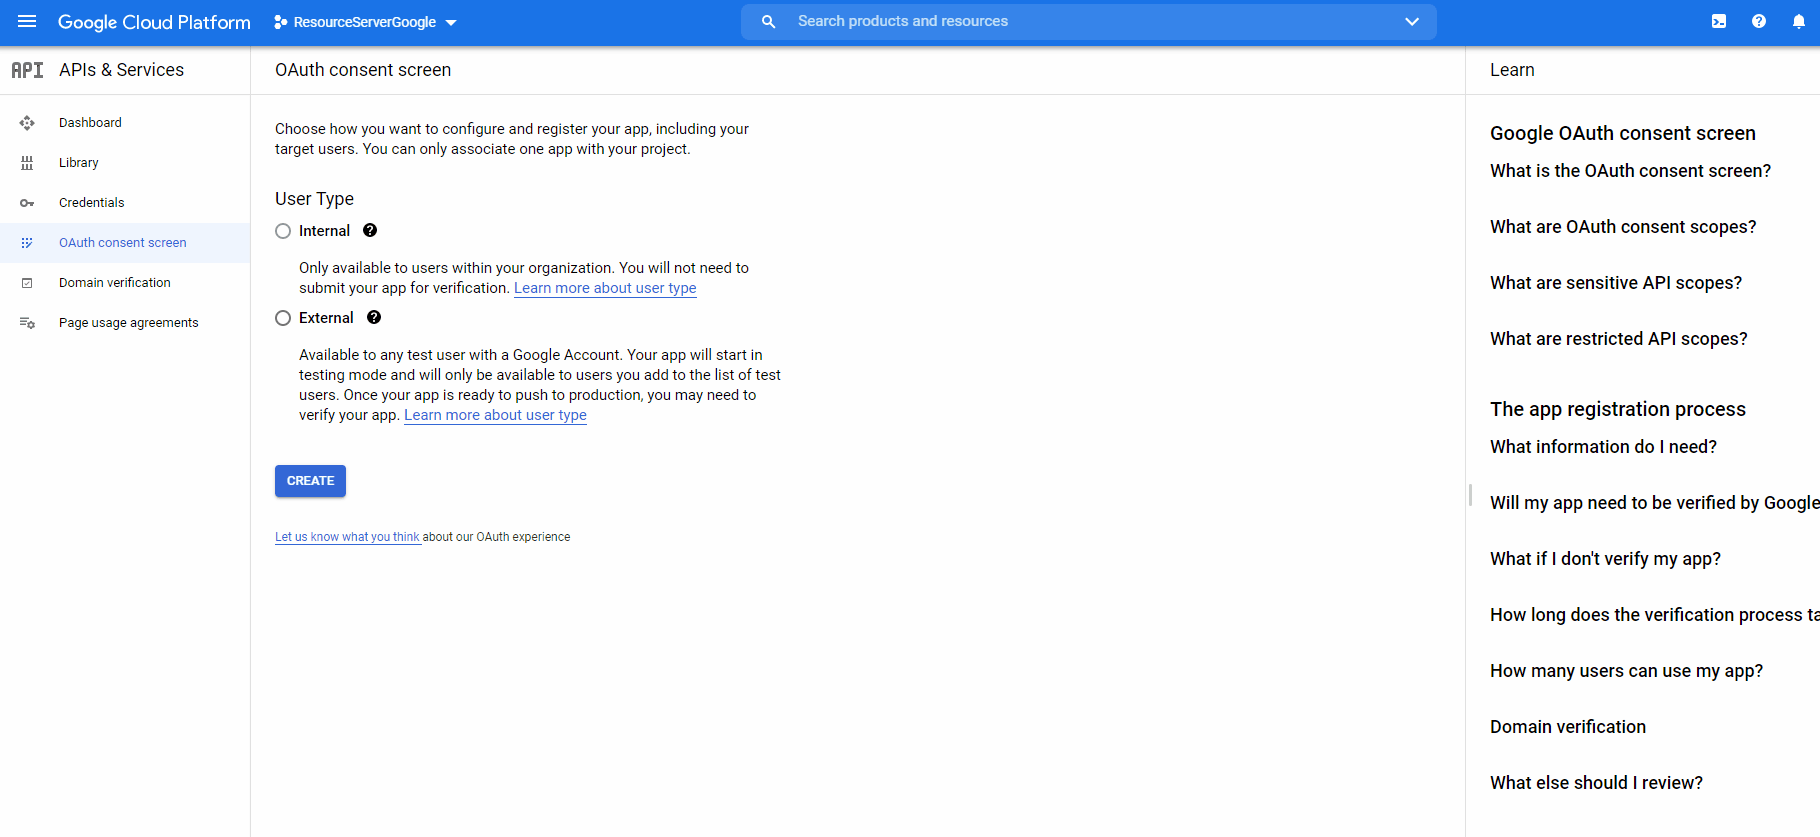 Google Cloud Platform
ResourceServerGoogle
Search products and resources
API APIs & Services
Dashboard
Library
Credentials
OAuth consent screen
Domain verification
Page usage agreements
OAuth consent screen
Choose how you want to configure and register your app, including your
target users. You can only associate one app with your project.
User Type
Internal
Only available to users within your organization. You will not need to
submit your app for verification. Learn more about user type
External
Available to any test user with a Google Account. Your app will start in
testing mode and will only be available to users you add to the list of test
users. Once your app is ready to push to production, you may need to
verify your app. Learn more about user type
CREATE
Let us know what you think about our OAuth experience
Learn
Google OAuth consent screen
What is the OAuth consent screen?
What are OAuth consent scopes?
What are sensitive API scopes?
What are restricted API scopes?
The app registration process
What information do I need?
Will my app need to be verified by Google
What if I don't verify my app?
How long does the verification process ta
How many users can use my app?
Domain verification
What else should I review?